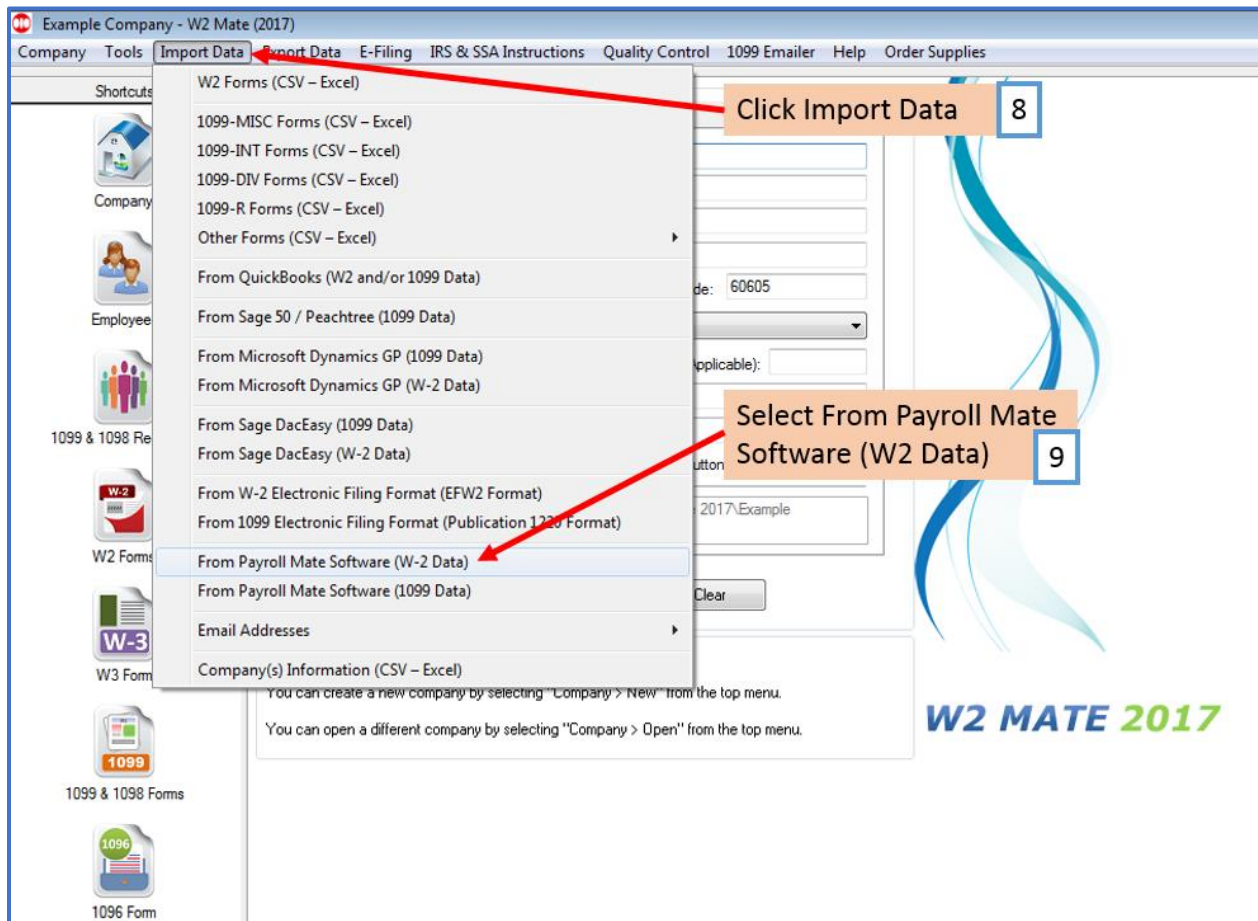 Example Company - W2 Mate (2017)
Company Tools Import Data Export Data E-Filing IRS & SSA Instructions Quality Control 1099 Emailer Help Order Supplies
Shortcuts
Company
Employee
1099 & 1098 Re
W-2
W2 Forms
W-3
W3 Form
1099
1099 & 1098 Forms
1096
1096 Form
W2 Forms (CSV – Excel)
1099-MISC Forms (CSV – Excel)
1099-INT Forms (CSV – Excel)
1099-DIV Forms (CSV – Excel)
1099-R Forms (CSV – Excel)
Other Forms (CSV – Excel)
From QuickBooks (W2 and/or 1099 Data)
From Sage 50 / Peachtree (1099 Data)
From Microsoft Dynamics GP (1099 Data)
From Microsoft Dynamics GP (W-2 Data)
From Sage DacEasy (1099 Data)
From Sage DacEasy (W-2 Data)
From W-2 Electronic Filing Format (EFW2 Format)
From 1099 Electronic Filing Format (Publication 1220 Format)
From Payroll Mate Software (W-2 Data)
From Payroll Mate Software (1099 Data)
Email Addresses
Company(s) Information (CSV – Excel)
Click Import Data 8
de: 60605
pplicable):
Select From Payroll Mate
Software (W2 Data) 9
utton
2017\Example
Clear
You can create a new company by selecting "Company > New" from the top menu.
You can open a different company by selecting "Company > Open" from the top menu.
W2 MATE 2017